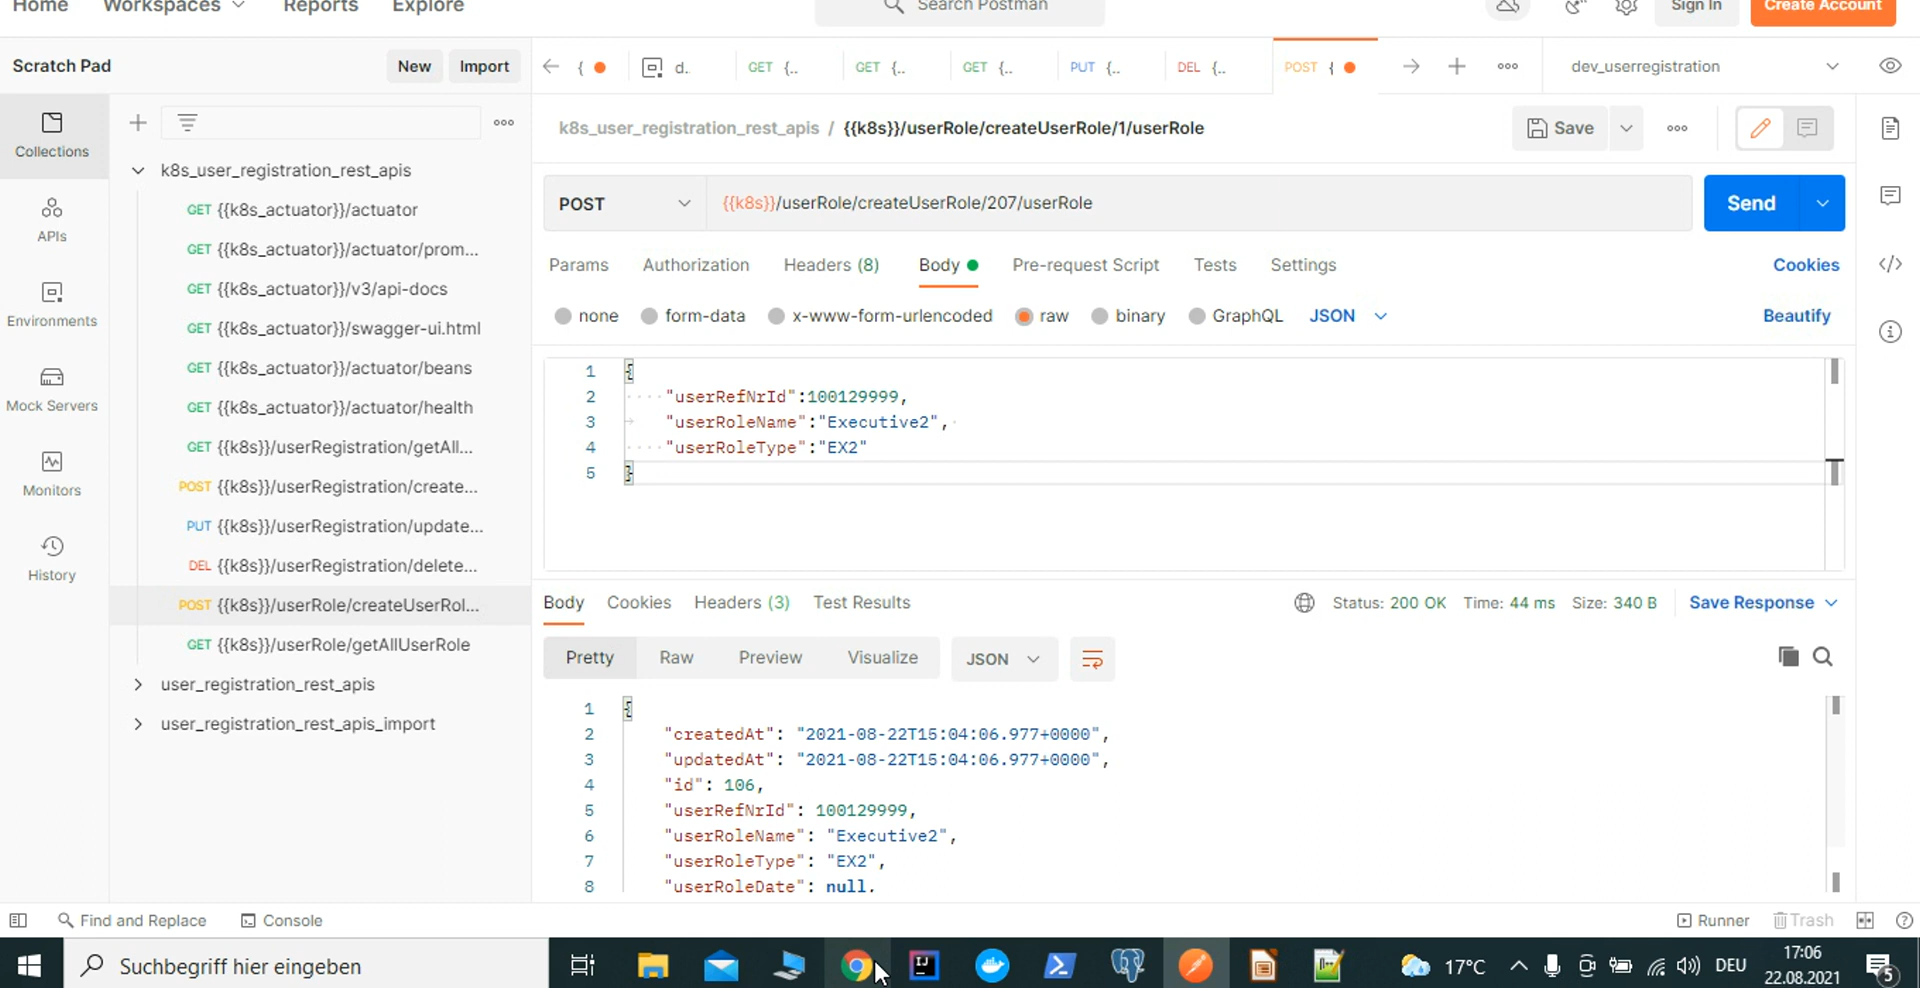 Home Workspaces Reports Explore Search Postman Sign In Create Account
Scratch Pad New Import { d. GET {.. GET {.. GET {.. PUT {.. DEL {.. POST { dev_userregistration
Collections
APIs
Environments
Mock Servers
Monitors
History
k8s_user_registration_rest_apis
GET {{k8s_actuator}}/actuator
GET {{k8s_actuator}}/actuator/prom...
GET {{k8s_actuator}}/v3/api-docs
GET {{k8s_actuator}}/swagger-ui.html
GET {{k8s_actuator}}/actuator/beans
GET {{k8s_actuator}}/actuator/health
GET {{k8s}}/userRegistration/getAll...
POST {{k8s}}/userRegistration/create...
PUT {{k8s}}/userRegistration/update...
DEL {{k8s}}/userRegistration/delete...
POST {{k8s}}/userRole/createUserRol...
GET {{k8s}}/userRole/getAllUserRole
user_registration_rest_apis
user_registration_rest_apis_import
k8s_user_registration_rest_apis / {{k8s}}/userRole/createUserRole/1/userRole Save
POST {{k8s}}/userRole/createUserRole/207/userRole Send
Params Authorization Headers (8) Body Pre-request Script Tests Settings Cookies
none form-data x-www-form-urlencoded raw binary GraphQL JSON Beautify
1 {
2 "userRefNrId":100129999,
3 "userRoleName":"Executive2",
4 "userRoleType":"EX2"
5 }
Body Cookies Headers (3) Test Results Status: 200 OK Time: 44 ms Size: 340 B Save Response
Pretty Raw Preview Visualize JSON
1 {
2 "createdAt": "2021-08-22T15:04:06.977+0000",
3 "updatedAt": "2021-08-22T15:04:06.977+0000",
4 "id": 106,
5 "userRefNrId": 100129999,
6 "userRoleName": "Executive2",
7 "userRoleType": "EX2",
8 "userRoleDate": null,
Find and Replace Console Runner Trash
Suchbegriff hier eingeben 17°C DEU 17:06
22.08.2021 5